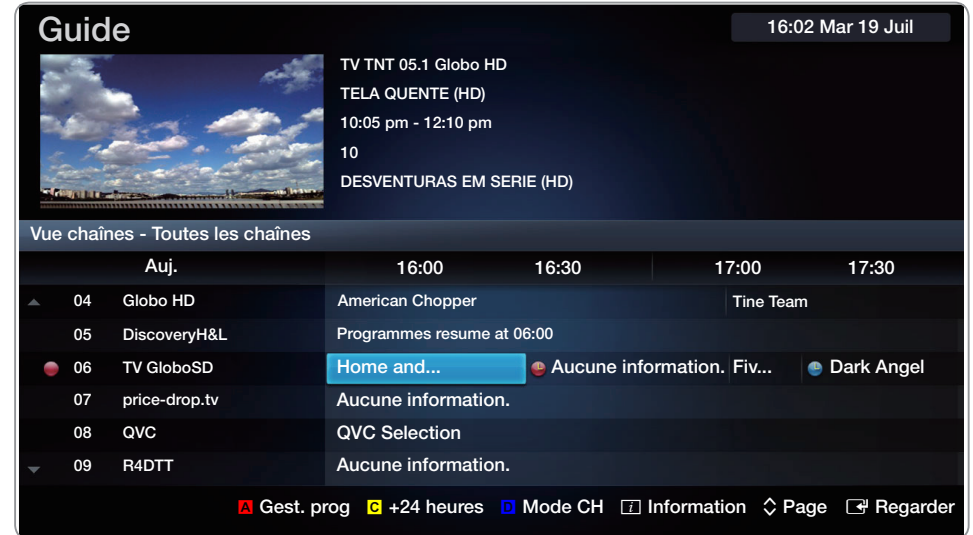 Guide
16:02 Mar 19 Juil
TV TNT 05.1 Globo HD
TELA QUENTE (HD)
10:05 pm - 12:10 pm
10
DESVENTURAS EM SERIE (HD)
Vue chaînes - Toutes les chaînes
Auj. 16:00 16:30 17:00 17:30
04 Globo HD American Chopper Tine Team
05 DiscoveryH&L Programmes resume at 06:00
06 TV GloboSD Home and... Aucune information. Fiv... Dark Angel
07 price-drop.tv Aucune information.
08 QVC QVC Selection
09 R4DTT Aucune information.
A Gest. prog C +24 heures D Mode CH i Information Page Regarder